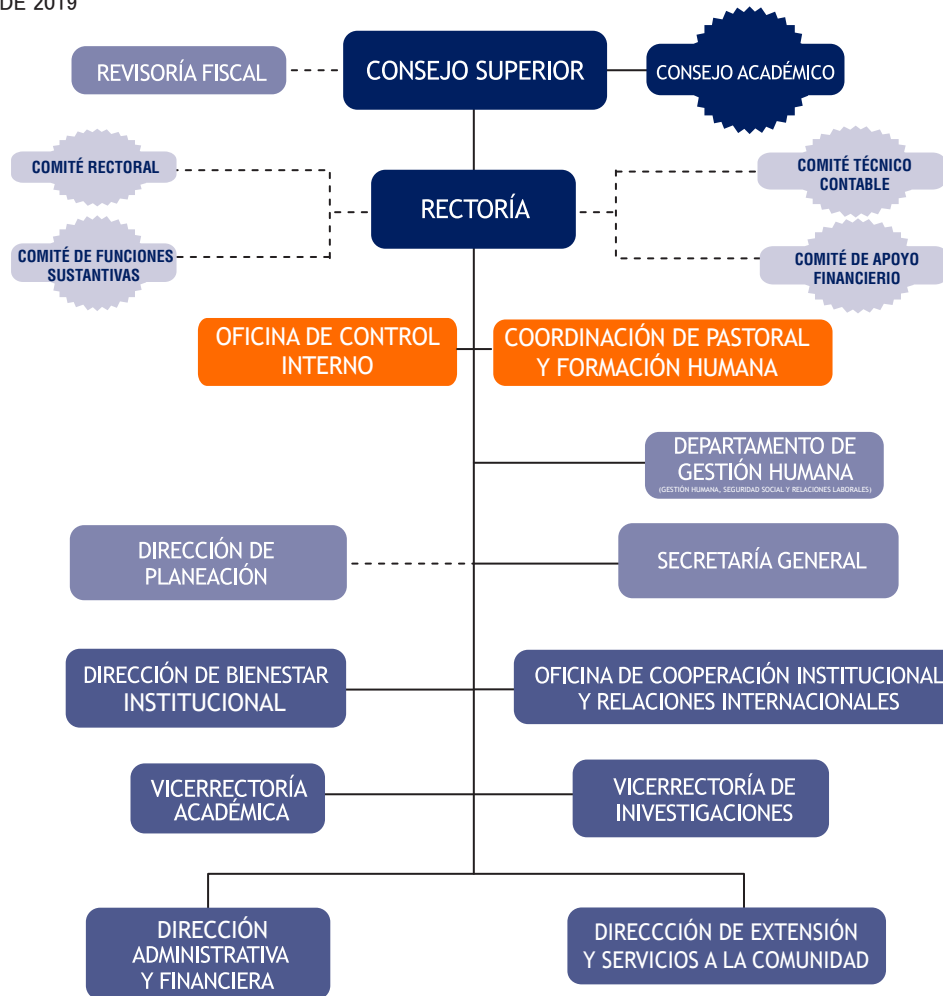 DE 2019
REVISORÍA FISCAL
CONSEJO SUPERIOR
CONSEJO ACADÉMICO
COMITÉ RECTORAL
COMITÉ TÉCNICO
CONTABLE
RECTORÍA
COMITÉ DE FUNCIONES
SUSTANTIVAS
COMITÉ DE APOYO
FINANCIERIO
OFICINA DE CONTROL
INTERNO
COORDINACIÓN DE PASTORAL
Y FORMACIÓN HUMANA
DEPARTAMENTO DE
GESTIÓN HUMANA
(GESTIÓN HUMANA, SEGURIDAD SOCIAL Y RELACIONES LABORALES)
DIRECCIÓN DE
PLANEACIÓN
SECRETARÍA GENERAL
DIRECCIÓN DE BIENESTAR
INSTITUCIONAL
OFICINA DE COOPERACIÓN INSTITUCIONAL
Y RELACIONES INTERNACIONALES
VICERRECTORÍA
ACADÉMICA
VICERRECTORÍA DE
INIVESTIGACIONES
DIRECCIÓN
ADMINISTRATIVA
Y FINANCIERA
DIRECCCIÓN DE EXTENSIÓN
Y SERVICIOS A LA COMUNIDAD